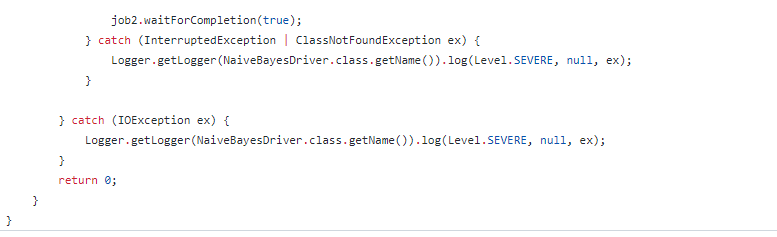 job2.waitForCompletion(true);
} catch (InterruptedException | ClassNotFoundException ex) {
Logger.getLogger(NaiveBayesDriver.class.getName()).log(Level.SEVERE, null, ex);
}
} catch (IOException ex) {
Logger.getLogger(NaiveBayesDriver.class.getName()).log(Level.SEVERE, null, ex);
}
return 0;
}
}